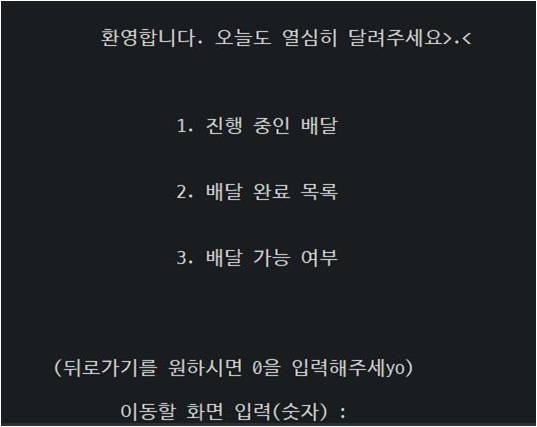 환영합니다. 오늘도 열심히 달려주세요>.<
1. 진행 중인 배달
2. 배달 완료 목록
3. 배달 가능 여부
(뒤로가기를 원하시면 0을 입력해주세yo)
이동할 화면 입력(숫자) :